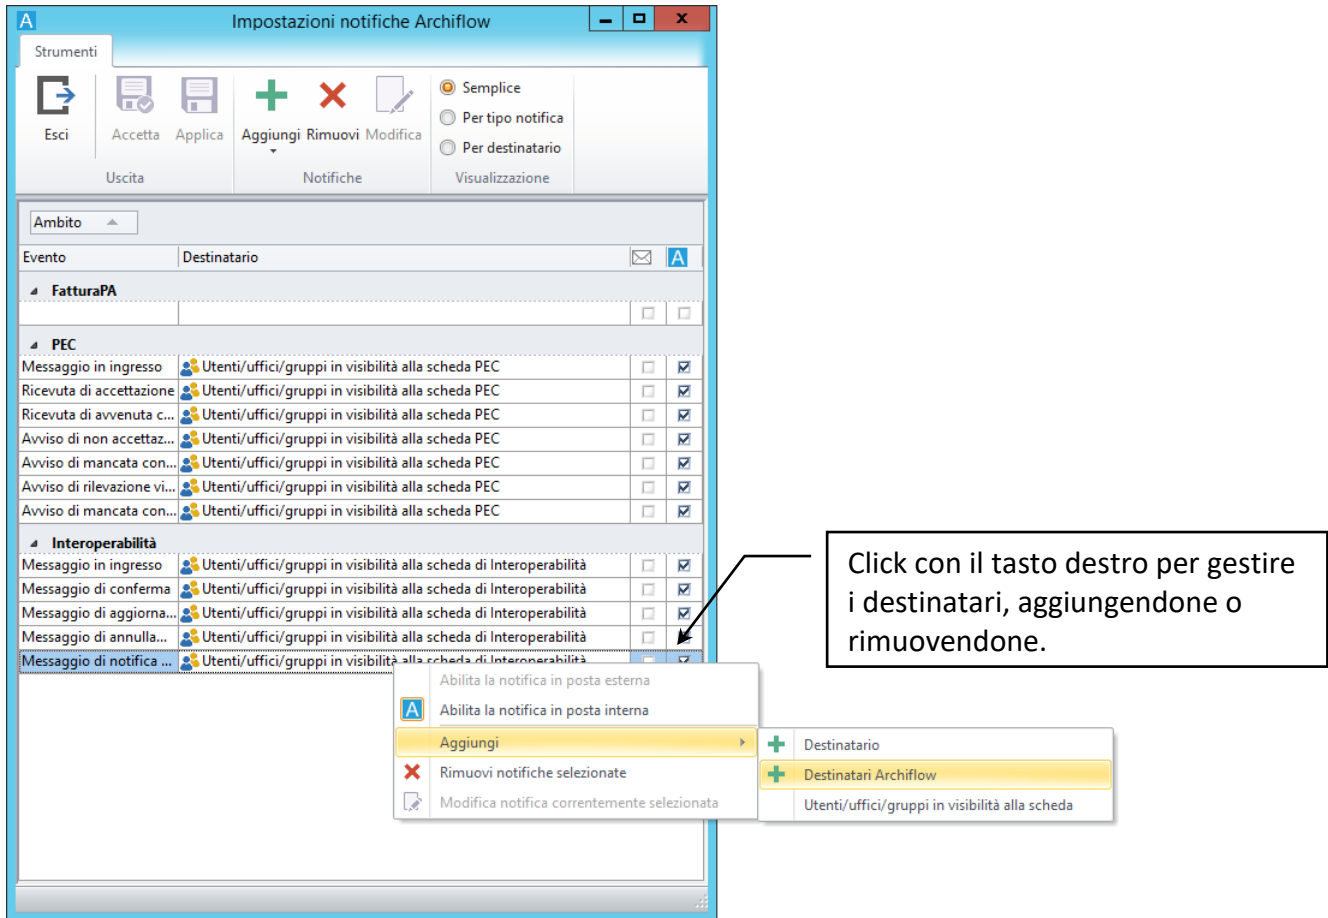 A Impostazioni notifiche Archiflow
Strumenti
Esci Accetta Applica Aggiungi Rimuovi Modifica
Semplice
Per tipo notifica
Per destinatario
Uscita Notifiche Visualizzazione
Ambito
Evento Destinatario A
FatturaPA
PEC
Messaggio in ingresso Utenti/uffici/gruppi in visibilità alla scheda PEC
Ricevuta di accettazione Utenti/uffici/gruppi in visibilità alla scheda PEC
Ricevuta di avvenuta c... Utenti/uffici/gruppi in visibilità alla scheda PEC
Avviso di non accettaz... Utenti/uffici/gruppi in visibilità alla scheda PEC
Avviso di mancata con... Utenti/uffici/gruppi in visibilità alla scheda PEC
Avviso di rilevazione vi... Utenti/uffici/gruppi in visibilità alla scheda PEC
Avviso di mancata con... Utenti/uffici/gruppi in visibilità alla scheda PEC
Interoperabilità
Messaggio in ingresso Utenti/uffici/gruppi in visibilità alla scheda di Interoperabilità
Messaggio di conferma Utenti/uffici/gruppi in visibilità alla scheda di Interoperabilità
Messaggio di aggiorna... Utenti/uffici/gruppi in visibilità alla scheda di Interoperabilità
Messaggio di annulla... Utenti/uffici/gruppi in visibilità alla scheda di Interoperabilità
Messaggio di notifica ... Utenti/uffici/gruppi in visibilità alla scheda di Interoperabilità
Click con il tasto destro per gestire
i destinatari, aggiungendone o
rimuovendone.
Abilita la notifica in posta esterna
A Abilita la notifica in posta interna
Aggiungi
Rimuovi notifiche selezionate
Modifica notifica correntemente selezionata
Destinatario
Destinatari Archiflow
Utenti/uffici/gruppi in visibilità alla scheda